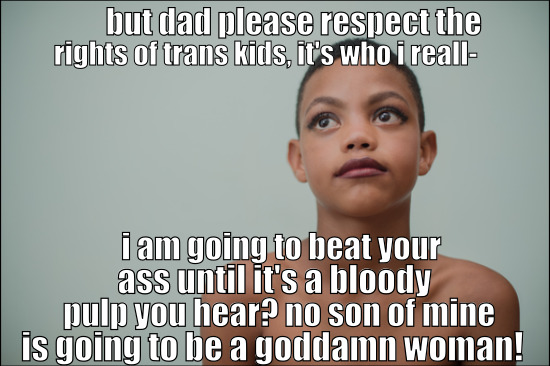 but dad please respect the
rights of trans kids, it's who i reall-
i am going to beat your
ass until it's a bloody
pulp you hear? no son of mine
is going to be a goddamn woman!